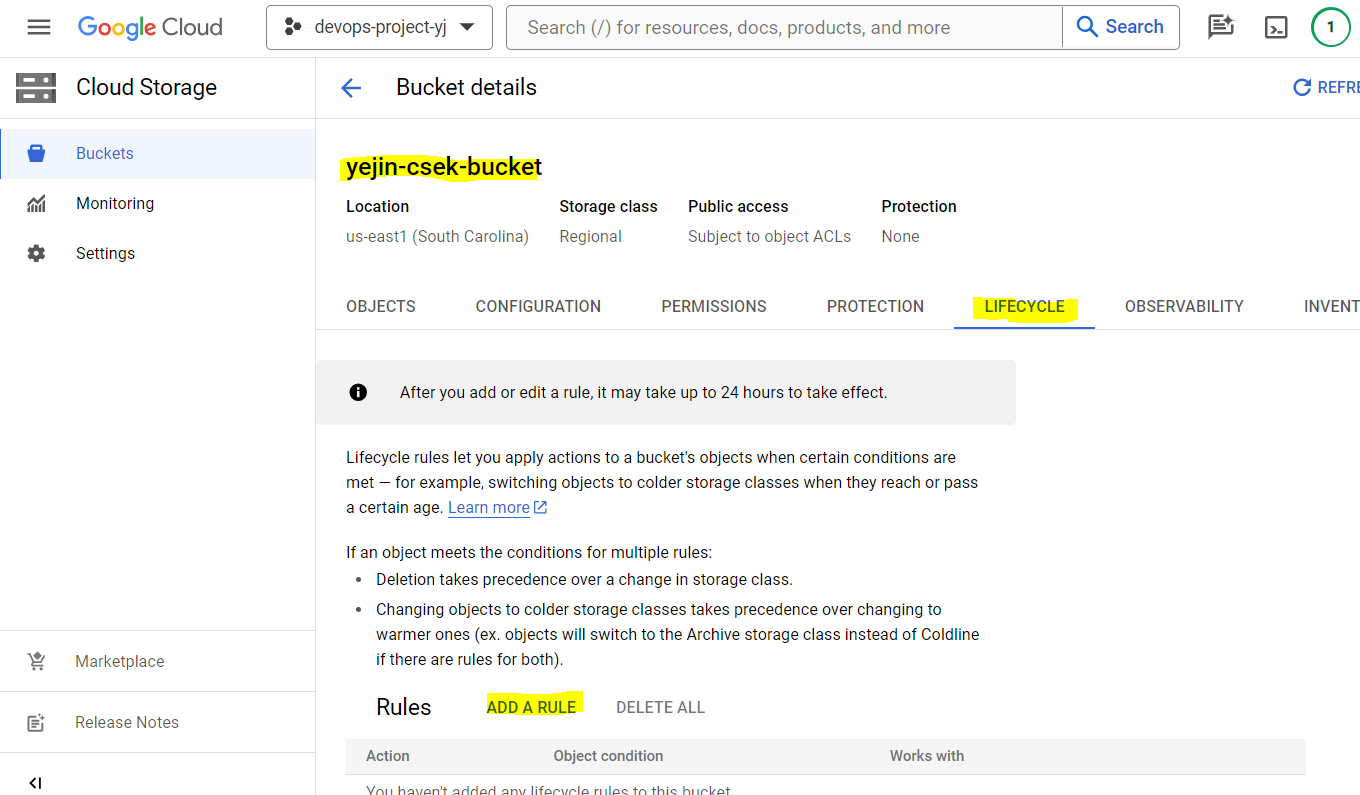 Google Cloud
devops-project-yj
Search (/) for resources, docs, products, and more
Search
1
Cloud Storage
Bucket details
REFRE
Buckets
Monitoring
Settings
Marketplace
Release Notes
yejin-csek-bucket
Location Storage class Public access Protection
us-east1 (South Carolina) Regional Subject to object ACLs None
OBJECTS CONFIGURATION PERMISSIONS PROTECTION LIFECYCLE OBSERVABILITY INVENT
After you add or edit a rule, it may take up to 24 hours to take effect.
Lifecycle rules let you apply actions to a bucket's objects when certain conditions are
met — for example, switching objects to colder storage classes when they reach or pass
a certain age. Learn more
If an object meets the conditions for multiple rules:
• Deletion takes precedence over a change in storage class.
• Changing objects to colder storage classes takes precedence over changing to
warmer ones (ex. objects will switch to the Archive storage class instead of Coldline
if there are rules for both).
Rules ADD A RULE DELETE ALL
Action Object condition Works with
You haven't added any lifecycle rules to this bucket